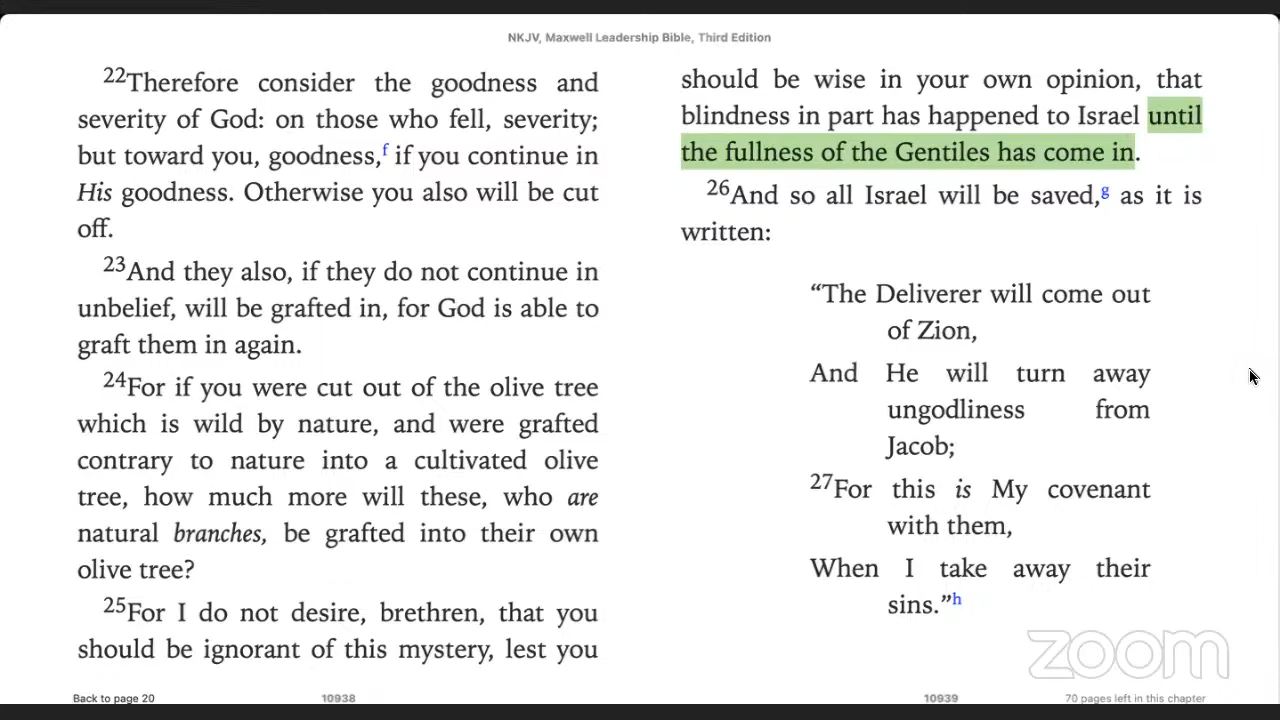 NKJV, Maxwell Leadership Bible, Third Edition
22Therefore consider the goodness and
severity of God: on those who fell, severity;
but toward you, goodness,f if you continue in
His goodness. Otherwise you also will be cut
off.
23And they also, if they do not continue in
unbelief, will be grafted in, for God is able to
graft them in again.
24For if you were cut out of the olive tree
which is wild by nature, and were grafted
contrary to nature into a cultivated olive
tree, how much more will these, who are
natural branches, be grafted into their own
olive tree?
25For I do not desire, brethren, that you
should be ignorant of this mystery, lest you
should be wise in your own opinion, that
blindness in part has happened to Israel until
the fullness of the Gentiles has come in.
26And so all Israel will be saved,g as it is
written:
“The Deliverer will come out
of Zion,
And He will turn away
ungodliness from
Jacob;
27For this is My covenant
with them,
When I take away their
sins.”h
zoom
Back to page 20
10938
10939
70 pages left in this chapter